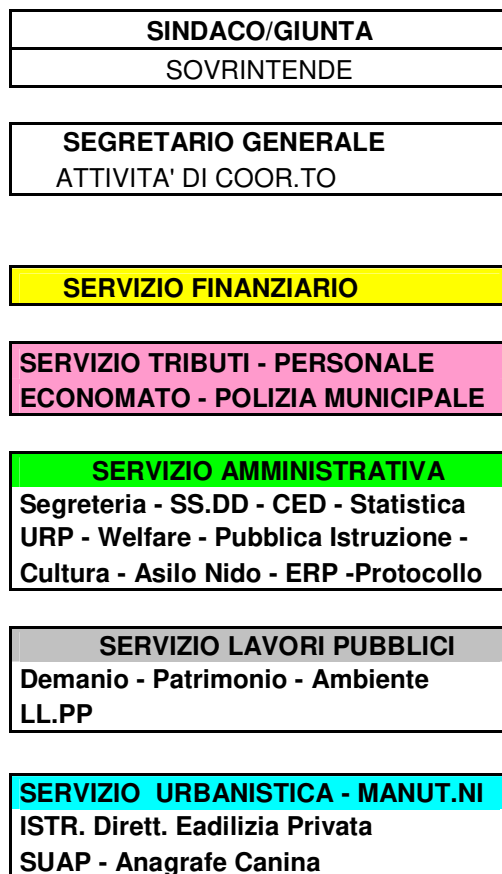 SINDACO/GIUNTA
SOVRINTENDE
SEGRETARIO GENERALE
ATTIVITA' DI COOR.TO
SERVIZIO FINANZIARIO
SERVIZIO TRIBUTI - PERSONALE
ECONOMATO - POLIZIA MUNICIPALE
SERVIZIO AMMINISTRATIVA
Segreteria - SS.DD - CED - Statistica
URP - Welfare - Pubblica Istruzione -
Cultura - Asilo Nido - ERP -Protocollo
SERVIZIO LAVORI PUBBLICI
Demanio - Patrimonio - Ambiente
LL.PP
SERVIZIO  URBANISTICA - MANUT.NI
ISTR. Dirett. Eadilizia Privata
SUAP - Anagrafe Canina